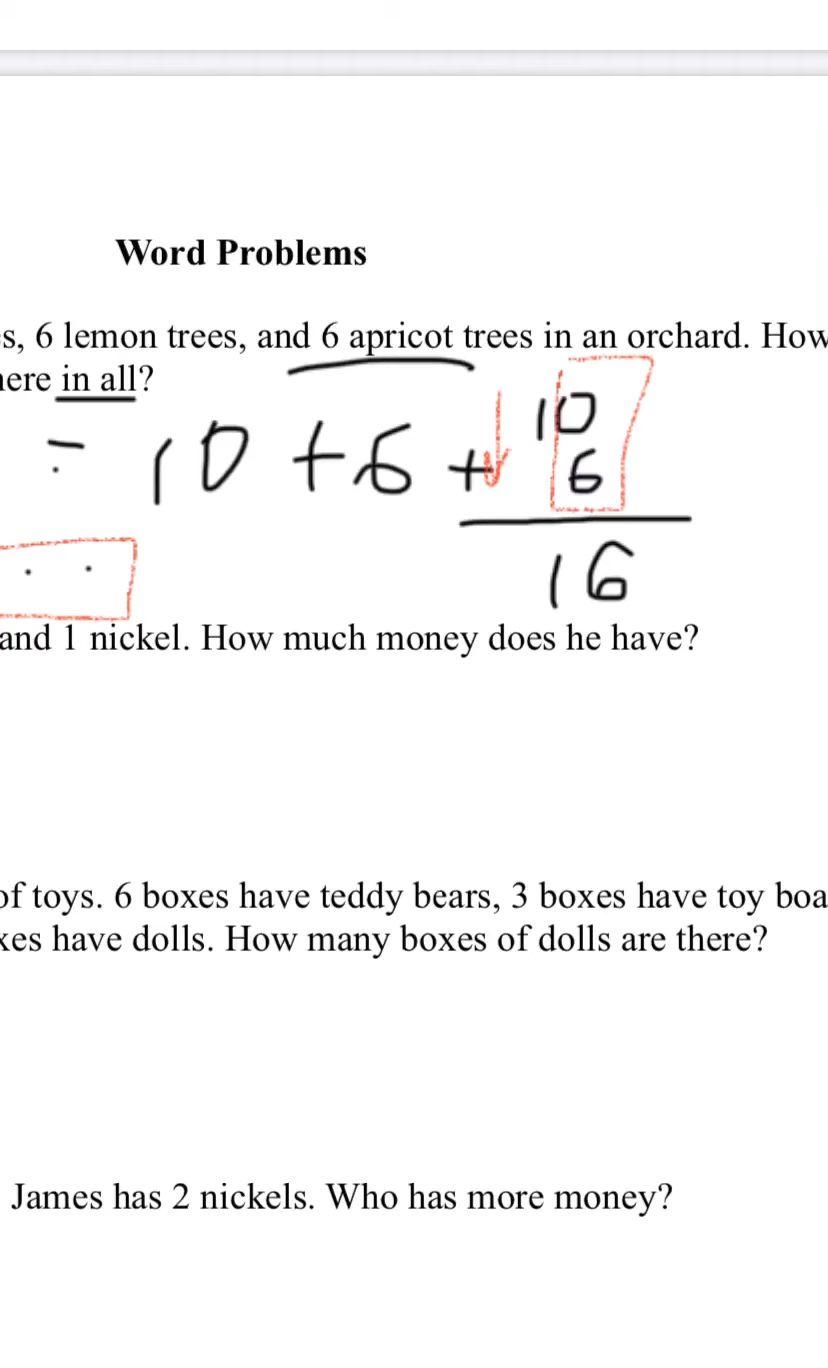 Word Problems
s, 6 lemon trees, and 6 apricot trees in an orchard. How
here in all?
= 10 + 6 +
10
6
16
and 1 nickel. How much money does he have?
of toys. 6 boxes have teddy bears, 3 boxes have toy boa
xes have dolls. How many boxes of dolls are there?
James has 2 nickels. Who has more money?